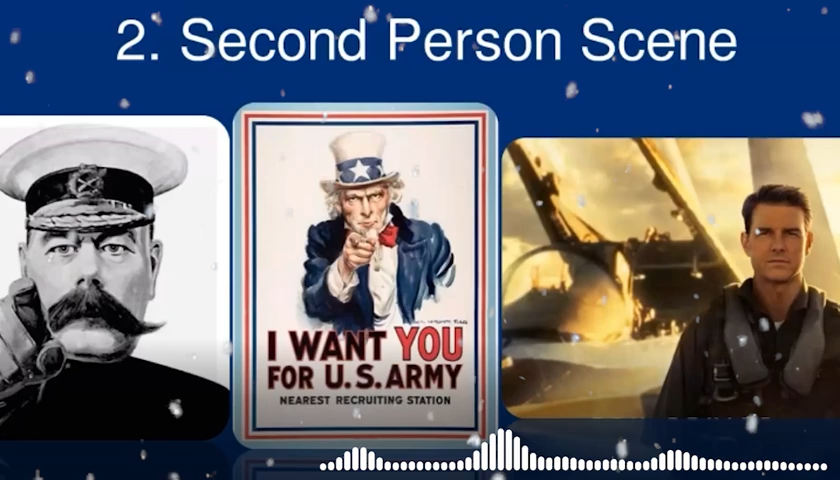 2. Second Person Scene
I WANT YOU
FOR U.S. ARMY
NEAREST RECRUITING STATION